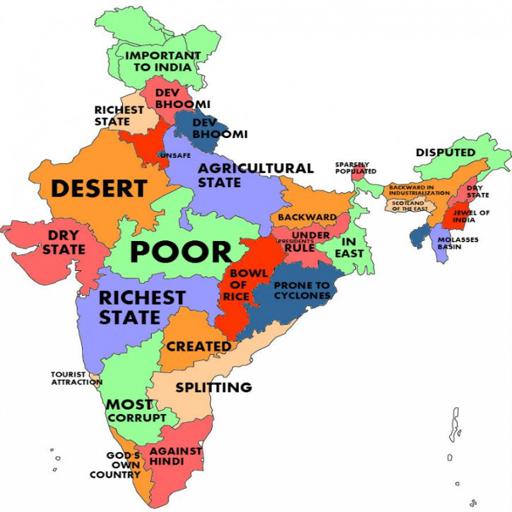 IMPORTANT
TO INDIA
DEV
BHOOMI
RICHEST
STATE
DEV
BHOOMI
UNSAFE
AGRICULTURAL
STATE
SPARSELY
POPULATED
DISPUTED
DESERT
BACKWARD IN
INDUSTRIALIZATION
DRY
STATE
SCOTLAND
OF THE EAST
JEWEL OF
INDIA
BACKWARD
DRY
STATE
POOR
UNDER
PRESIDENTS
RULE
IN
EAST
MOLASSES
BASIN
BOWL
OF
RICE
PRONE TO
CYCLONES
RICHEST
STATE
CREATED
TOURIST
ATTRACTION
SPLITTING
MOST
CORRUPT
GOD'S
OWN
COUNTRY
AGAINST
HINDI